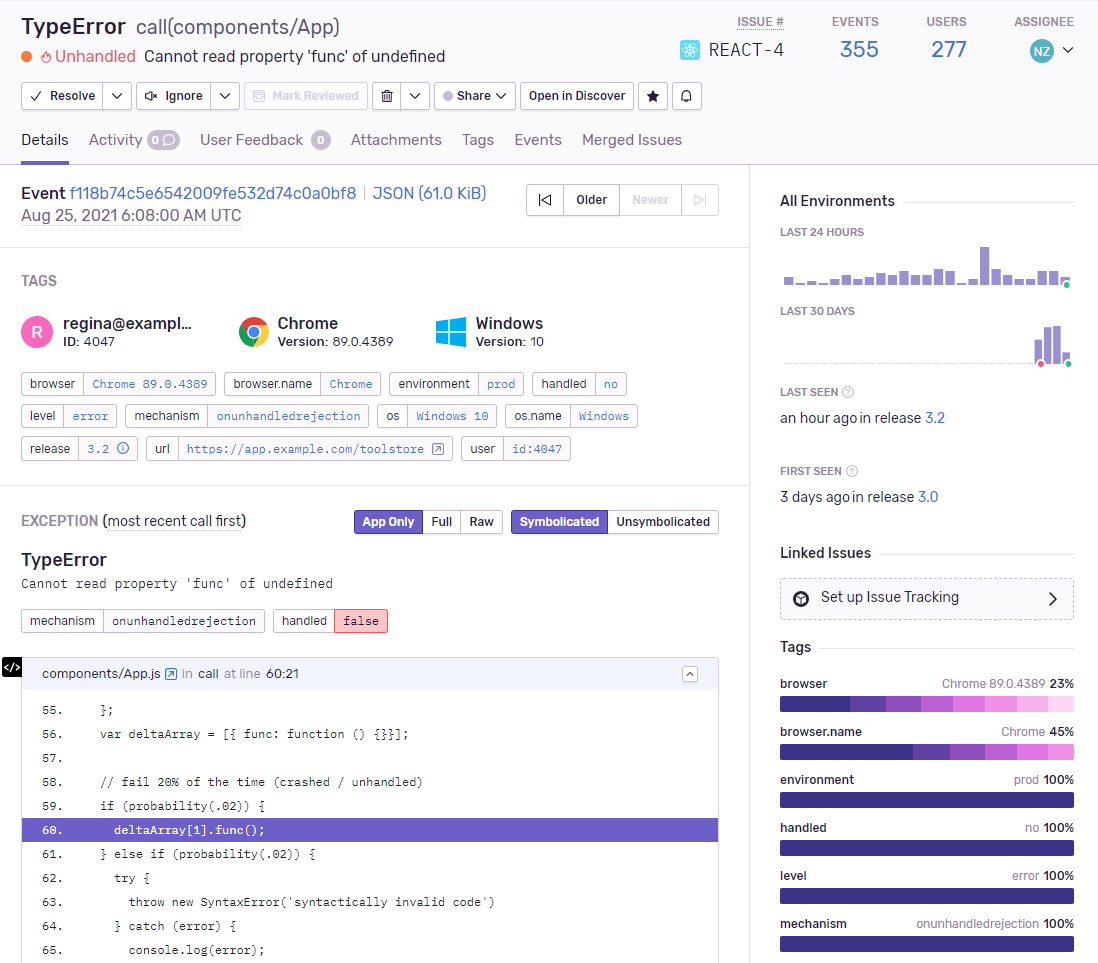 TypeError call(components/App)
ISSUE # EVENTS USERS ASSIGNEE
Unhandled Cannot read property 'func' of undefined
REACT-4 355 277 NZ
Resolve Ignore Mark Reviewed Share Open in Discover
Details Activity 0 User Feedback 0 Attachments Tags Events Merged Issues
Event f118b74c5e6542009fe532d74c0a0bf8 JSON (61.0 KiB)
Aug 25, 2021 6:08:00 AM UTC
Older Newer
TAGS
R regina@exampl... Chrome Windows
ID: 4047 Version: 89.0.4389 Version: 10
browser Chrome 89.0.4389 browser.name Chrome environment prod handled no
level error mechanism onunhandledrejection os Windows 10 os.name Windows
release 3.2 url https://app.example.com/toolstore user id:4047
EXCEPTION (most recent call first) App Only Full Raw Symbolicated Unsymbolicated
TypeError
Cannot read property 'func' of undefined
mechanism onunhandledrejection handled false
</> components/App.js in call at line 60:21
55. };
56. var deltaArray = [{ func: function () {}}];
57.
58. // fail 20% of the time (crashed / unhandled)
59. if (probability(.02)) {
60. deltaArray[1].func();
61. } else if (probability(.02)) {
62. try {
63. throw new SyntaxError('syntactically invalid code')
64. } catch (error) {
65. console.log(error);
All Environments
LAST 24 HOURS
LAST 30 DAYS
LAST SEEN ?
an hour ago in release 3.2
FIRST SEEN ?
3 days ago in release 3.0
Linked Issues
Set up Issue Tracking
Tags
browser Chrome 89.0.4389 23%
browser.name Chrome 45%
environment prod 100%
handled no 100%
level error 100%
mechanism onunhandledrejection 100%